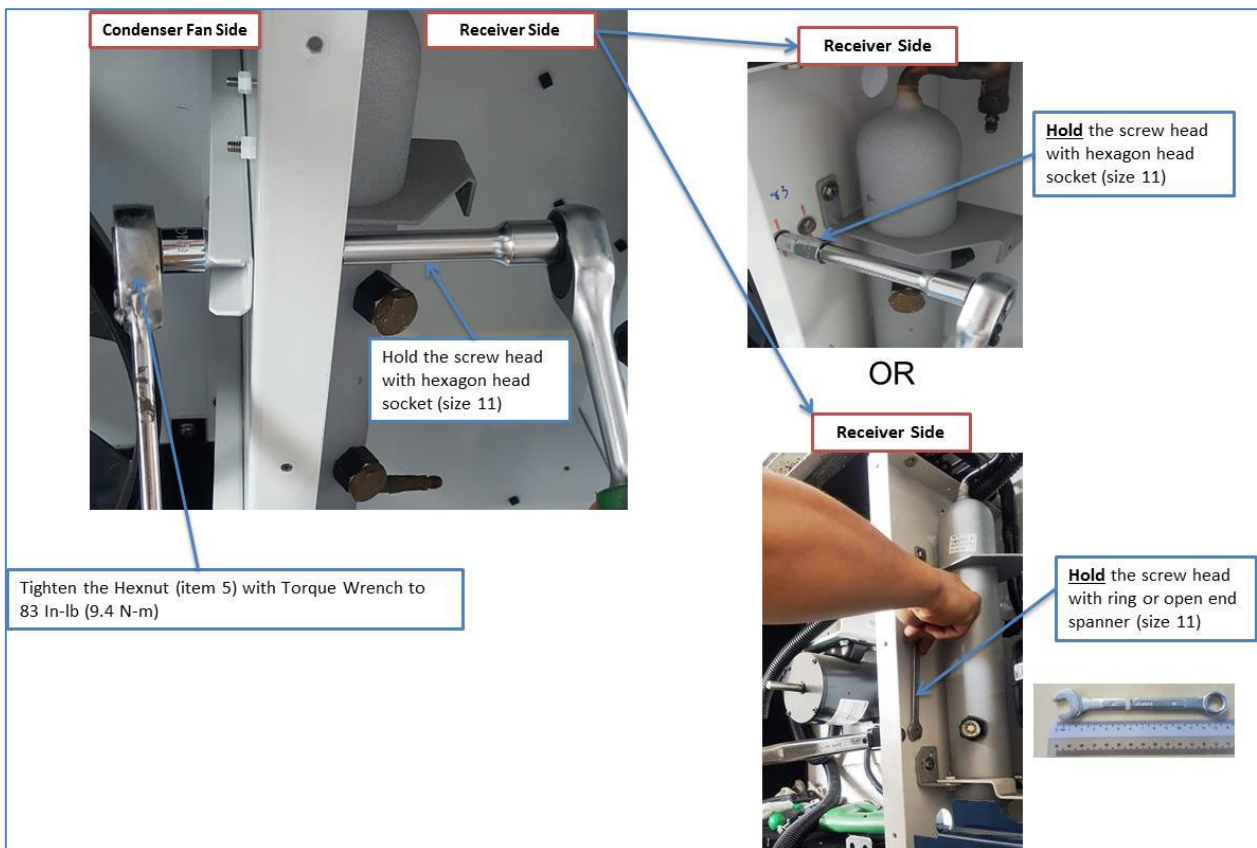 Condenser Fan Side
Receiver Side
Receiver Side
Hold the screw head
with hexagon head
socket (size 11)
Hold the screw head
with hexagon head
socket (size 11)
OR
Receiver Side
Hold the screw head
with ring or open end
spanner (size 11)
Tighten the Hexnut (item 5) with Torque Wrench to
83 In-lb (9.4 N-m)